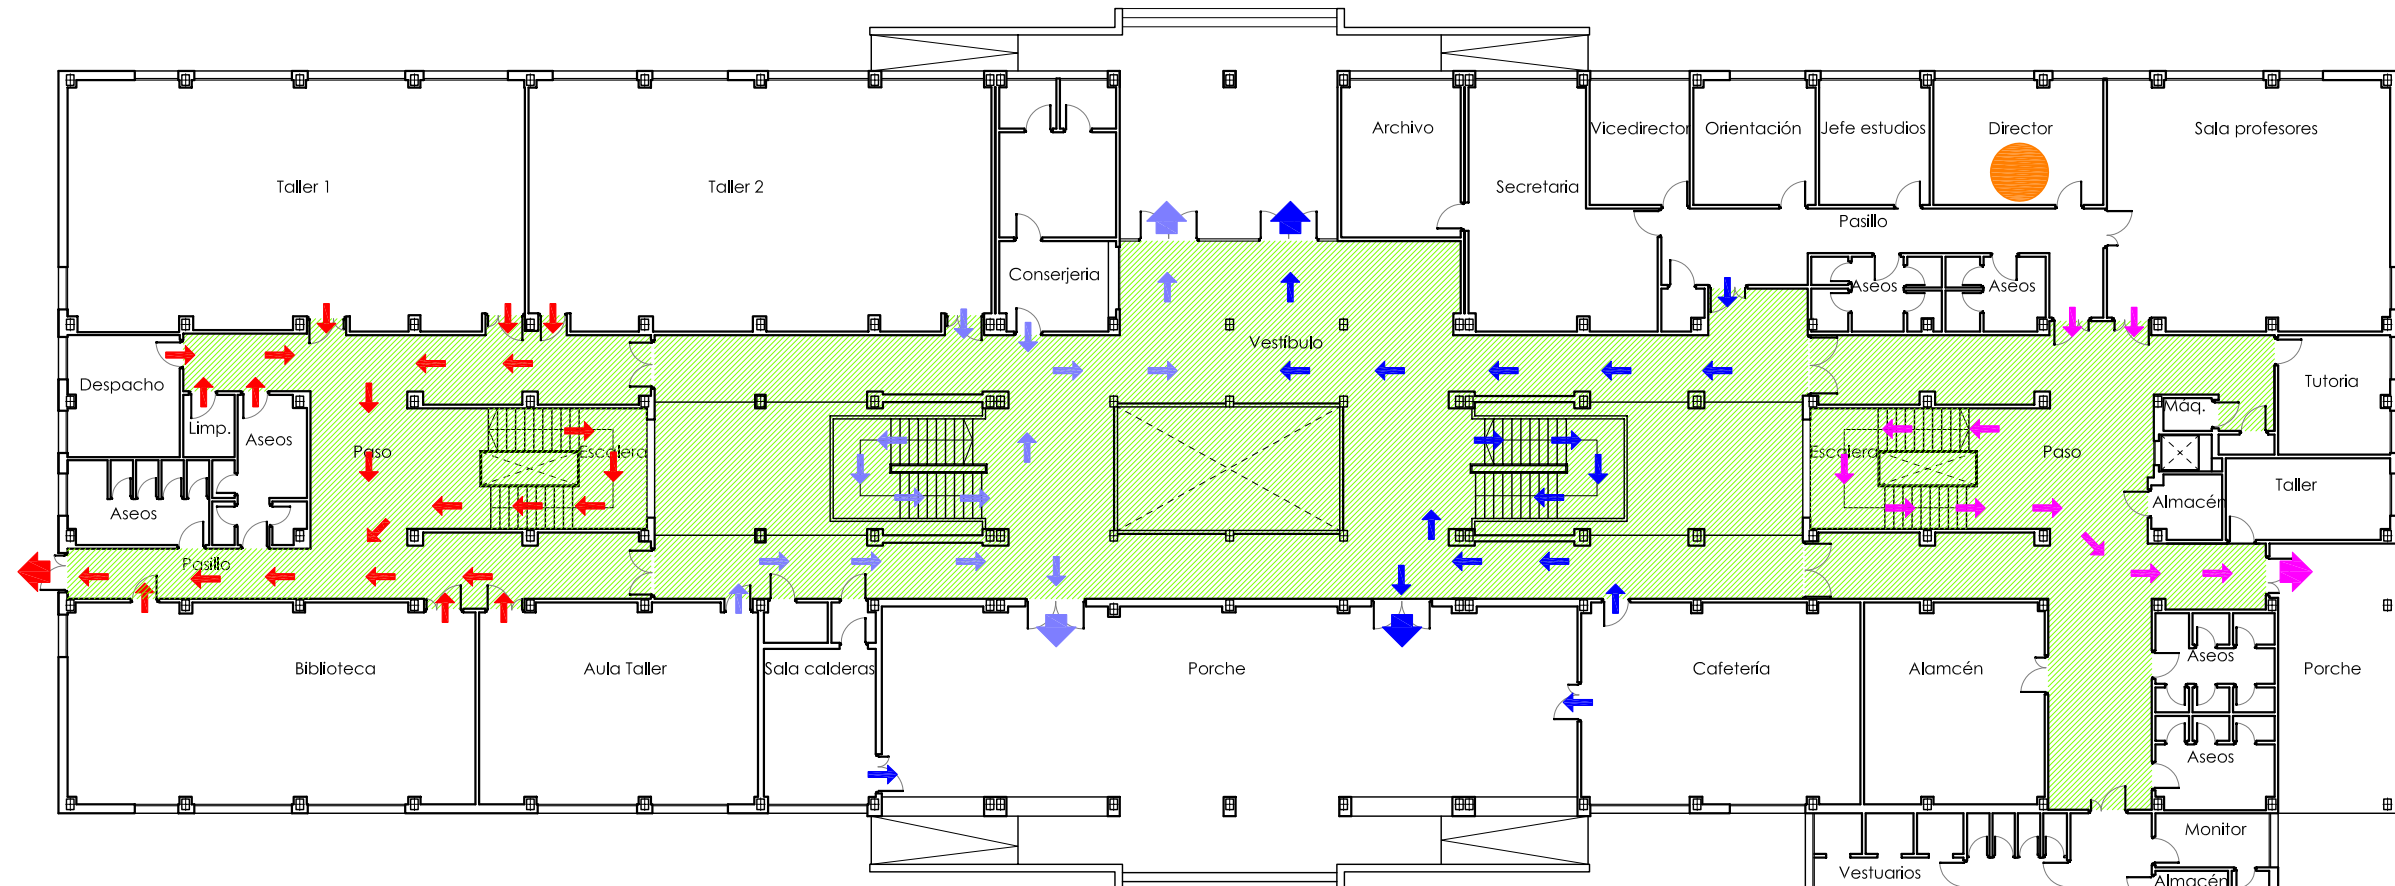 Archivo
Vicedirector
Orientación
Jefe estudios
Director
Sala profesores
Taller 1
Taller 2
Secretaria
Pasillo
Conserjeria
Aseos
Aseos
Vestíbulo
Despacho
Tutoria
Máq.
Limp.
Aseos
Paso
Escalera
Escalera
Paso
Taller
Almacén
Aseos
Pasillo
Biblioteca
Aula Taller
Sala calderas
Porche
Cafetería
Alamcén
Aseos
Porche
Aseos
Monitor
Vestuarios
Almacén